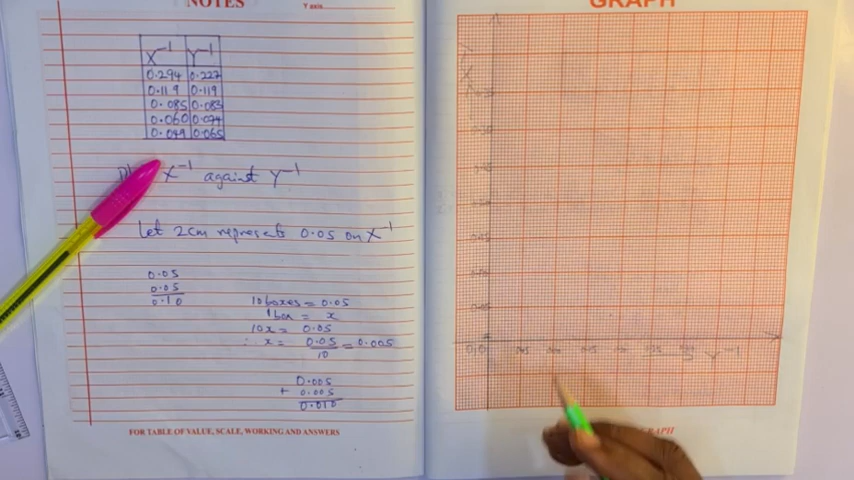 NOTES
Y axis
X⁻¹ Y⁻¹
0.294 0.227
0.119 0.119
0.085 0.085
0.060 0.074
0.049 0.065
X⁻¹ against Y⁻¹
Let 2cm represents 0.05 on X⁻¹
0.05
0.05
0.10
10 boxes = 0.05
1 box = x
10x = 0.05
∴ x = 0.05 = 0.005
10
0.005
+ 0.005
0.010
FOR TABLE OF VALUE, SCALE, WORKING AND ANSWERS
GRAPH
Y⁻¹